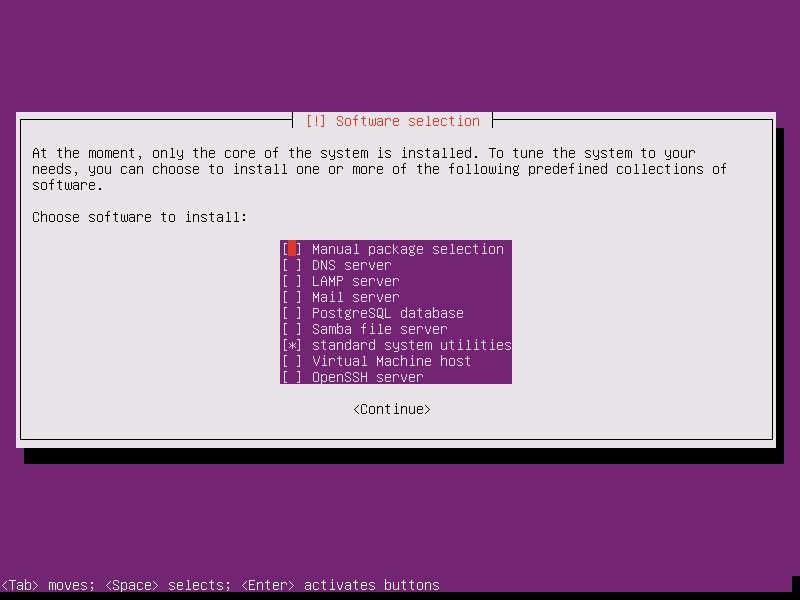 [!] Software selection
At the moment, only the core of the system is installed. To tune the system to your
needs, you can choose to install one or more of the following predefined collections of
software.
Choose software to install:
[ ] Manual package selection
[ ] DNS server
[ ] LAMP server
[ ] Mail server
[ ] PostgreSQL database
[ ] Samba file server
[*] standard system utilities
[ ] Virtual Machine host
[ ] OpenSSH server
<Continue>
<Tab> moves; <Space> selects; <Enter> activates buttons